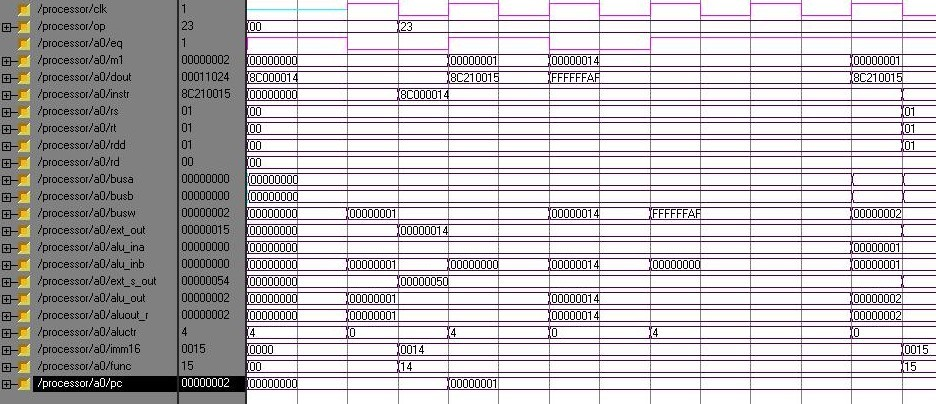 /processor/clk 1
/processor/op 23 00 23
/processor/a0/eq 1
/processor/a0/m1 00000002 00000000 00000001 00000014 00000001
/processor/a0/dout 00011024 8C000014 8C210015 FFFFFFAF 8C210015
/processor/a0/instr 8C210015 00000000 8C000014
/processor/a0/rs 01 00 01
/processor/a0/rt 01 00 01
/processor/a0/rdd 01 00 01
/processor/a0/rd 00 00
/processor/a0/busa 00000000 00000000
/processor/a0/busb 00000000 00000000
/processor/a0/busw 00000002 00000000 00000001 00000014 FFFFFFAF 00000002
/processor/a0/ext_out 00000015 00000000 00000014
/processor/a0/alu_ina 00000000 00000000 00000001
/processor/a0/alu_inb 00000000 00000000 00000001 00000000 00000014 00000000 00000001
/processor/a0/ext_s_out 00000054 00000000 00000050
/processor/a0/alu_out 00000002 00000000 00000001 00000014 00000002
/processor/a0/aluout_r 00000002 00000000 00000001 00000014 00000002
/processor/a0/aluctr 4 4 0 4 0 4 0
/processor/a0/imm16 0015 0000 0014 0015
/processor/a0/func 15 00 14 15
/processor/a0/pc 00000002 00000000 00000001